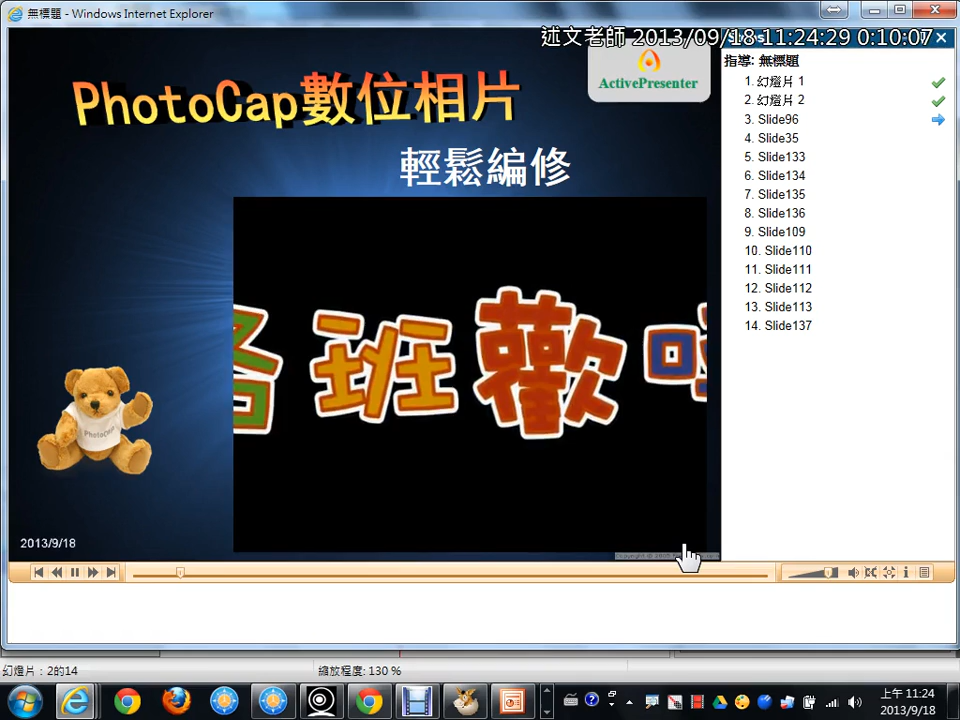 無標題 - Windows Internet Explorer
述文老師 2013/09/18 11:24:29 0:10:07
PhotoCap數位相片
輕鬆編修
ActivePresenter
班歡
PhotoCap
2013/9/18
指導: 無標題
1. 幻燈片 1
2. 幻燈片 2
3. Slide96
4. Slide35
5. Slide133
6. Slide134
7. Slide135
8. Slide136
9. Slide109
10. Slide110
11. Slide111
12. Slide112
13. Slide113
14. Slide137
幻燈片：2的14
縮放程度: 130 %
上午 11:24
2013/9/18